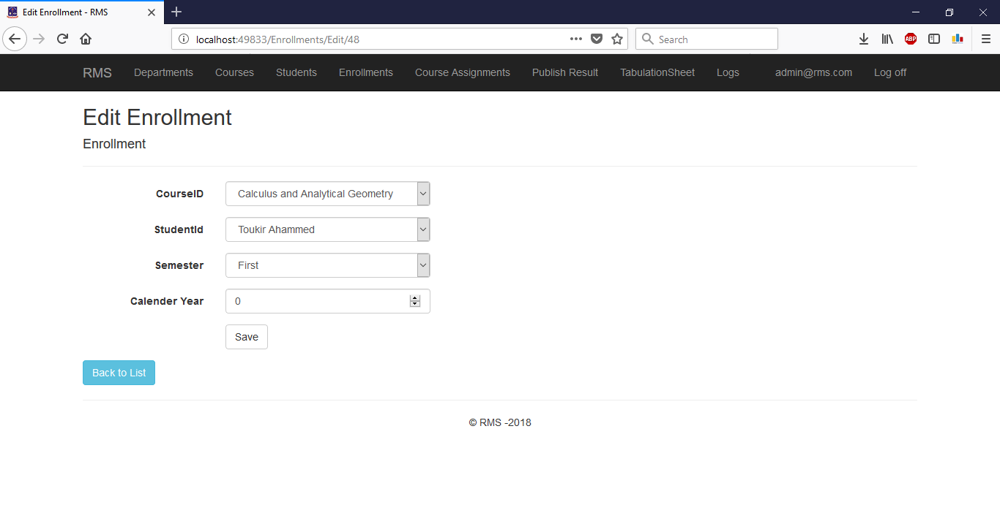 Edit Enrollment - RMS
localhost:49833/Enrollments/Edit/48
Search
ABP
RMS Departments Courses Students Enrollments Course Assignments Publish Result TabulationSheet Logs admin@rms.com Log off
Edit Enrollment
Enrollment
CourseID Calculus and Analytical Geometry
StudentId Toukir Ahammed
Semester First
Calender Year 0
Save
Back to List
© RMS -2018